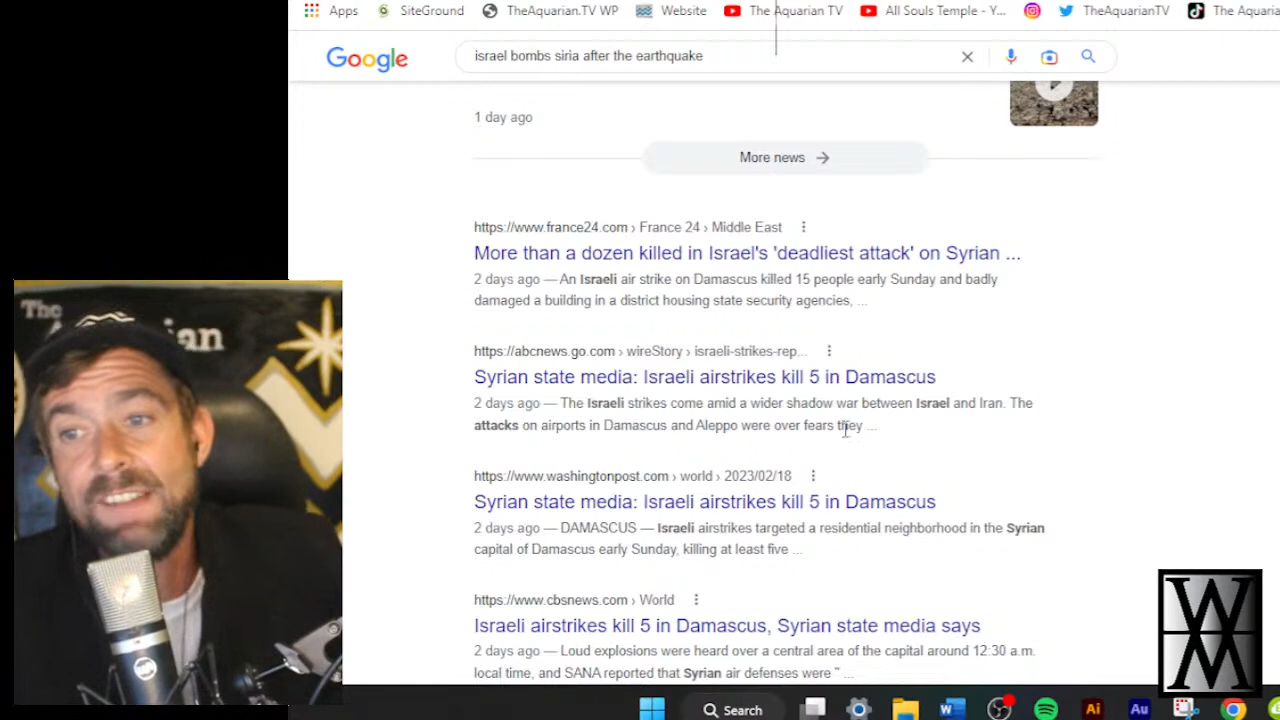 Apps SiteGround TheAquarian.TV WP Website The Aquarian TV All Souls Temple - Y... TheAquarianTV The Aquaria
Google israel bombs siria after the earthquake
1 day ago
More news →
https://www.france24.com › France 24 › Middle East
More than a dozen killed in Israel's 'deadliest attack' on Syrian ...
2 days ago — An Israeli air strike on Damascus killed 15 people early Sunday and badly
damaged a building in a district housing state security agencies, ...
https://abcnews.go.com › wireStory › israeli-strikes-rep...
Syrian state media: Israeli airstrikes kill 5 in Damascus
2 days ago — The Israeli strikes come amid a wider shadow war between Israel and Iran. The
attacks on airports in Damascus and Aleppo were over fears they ...
https://www.washingtonpost.com › world › 2023/02/18
Syrian state media: Israeli airstrikes kill 5 in Damascus
2 days ago — DAMASCUS — Israeli airstrikes targeted a residential neighborhood in the Syrian
capital of Damascus early Sunday, killing at least five ...
https://www.cbsnews.com › World
Israeli airstrikes kill 5 in Damascus, Syrian state media says
2 days ago — Loud explosions were heard over a central area of the capital around 12:30 a.m.
local time, and SANA reported that Syrian air defenses were " ...
The
Search
W
Ai
Au